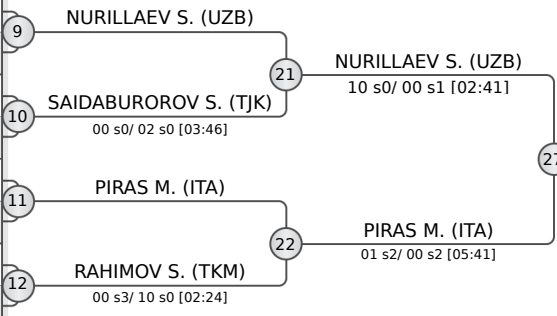 9
NURILLAEV S. (UZB)
21
NURILLAEV S. (UZB)
10 s0/ 00 s1 [02:41]
10
SAIDABUROROV S. (TJK)
00 s0/ 02 s0 [03:46]
27
11
PIRAS M. (ITA)
22
PIRAS M. (ITA)
01 s2/ 00 s2 [05:41]
12
RAHIMOV S. (TKM)
00 s3/ 10 s0 [02:24]